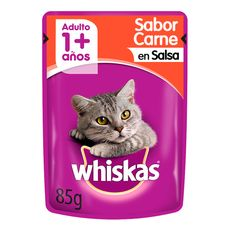 Adulto
1+
años
Sabor
Carne
en Salsa
whiskas
85g